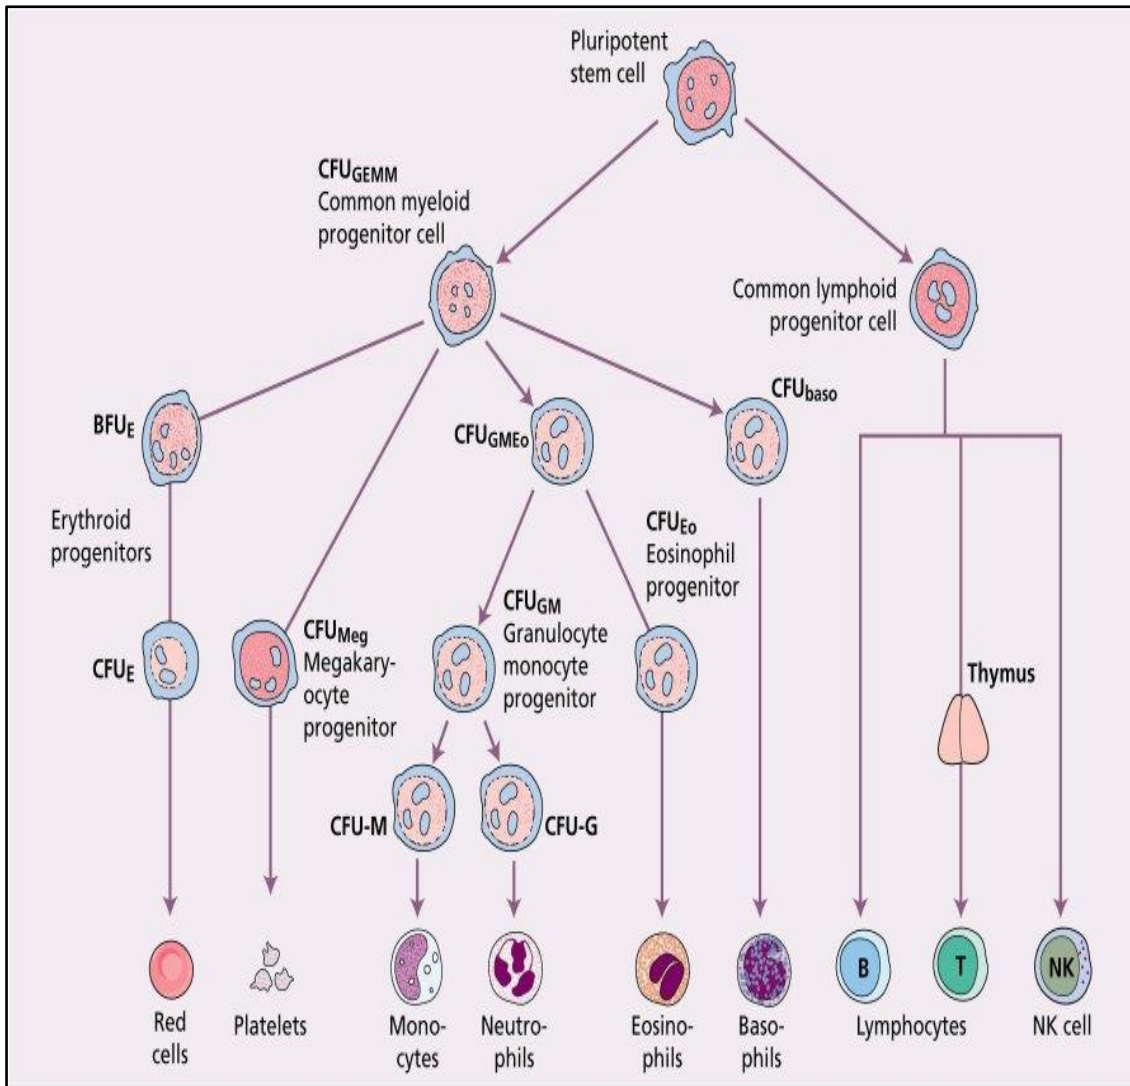 Pluripotent
stem cell
CFUGEMM
Common myeloid
progenitor cell
Common lymphoid
progenitor cell
BFUE
CFUGMEo
CFUbaso
Erythroid
progenitors
CFUEo
Eosinophil
progenitor
CFUE
CFUMeg
Megakary-
ocyte
progenitor
CFUGM
Granulocyte
monocyte
progenitor
Thymus
CFU-M
CFU-G
B
T
NK
Red
cells
Platelets
Mono-
cytes
Neutro-
phils
Eosino-
phils
Baso-
phils
Lymphocytes
NK cell